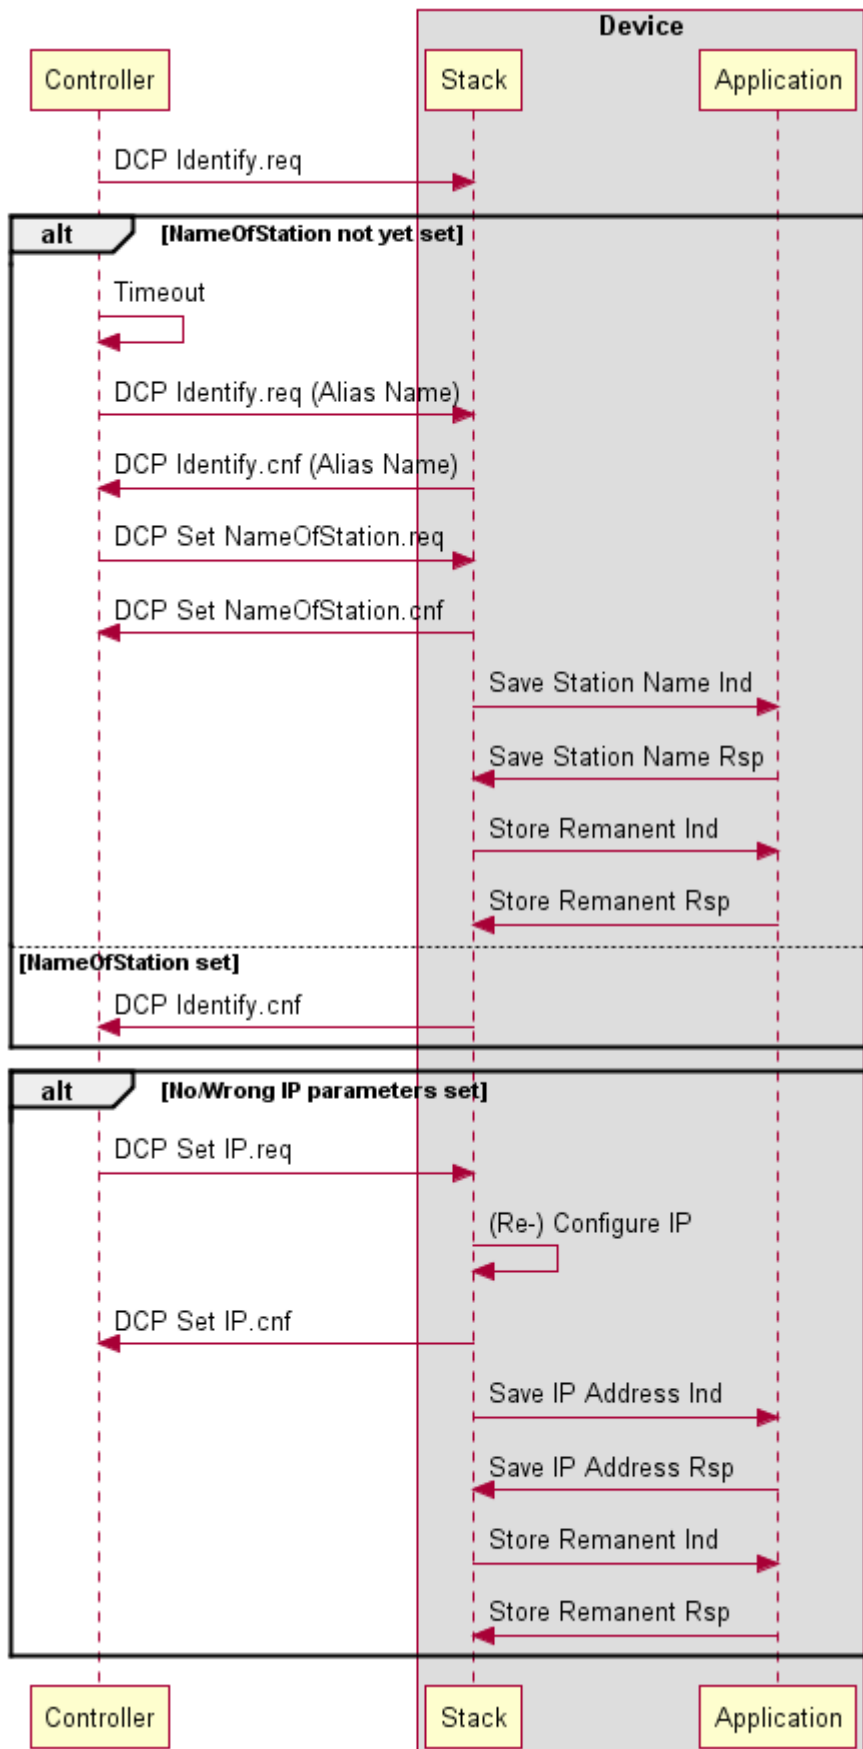 Device
Controller
Stack
Application
DCP Identify.req
alt
[NameOfStation not yet set]
Timeout
DCP Identify.req (Alias Name)
DCP Identify.cnf (Alias Name)
DCP Set NameOfStation.req
DCP Set NameOfStation.cnf
Save Station Name Ind
Save Station Name Rsp
Store Remanent Ind
Store Remanent Rsp
[NameOfStation set]
DCP Identify.cnf
alt
[No/Wrong IP parameters set]
DCP Set IP.req
(Re-) Configure IP
DCP Set IP.cnf
Save IP Address Ind
Save IP Address Rsp
Store Remanent Ind
Store Remanent Rsp
Controller
Stack
Application